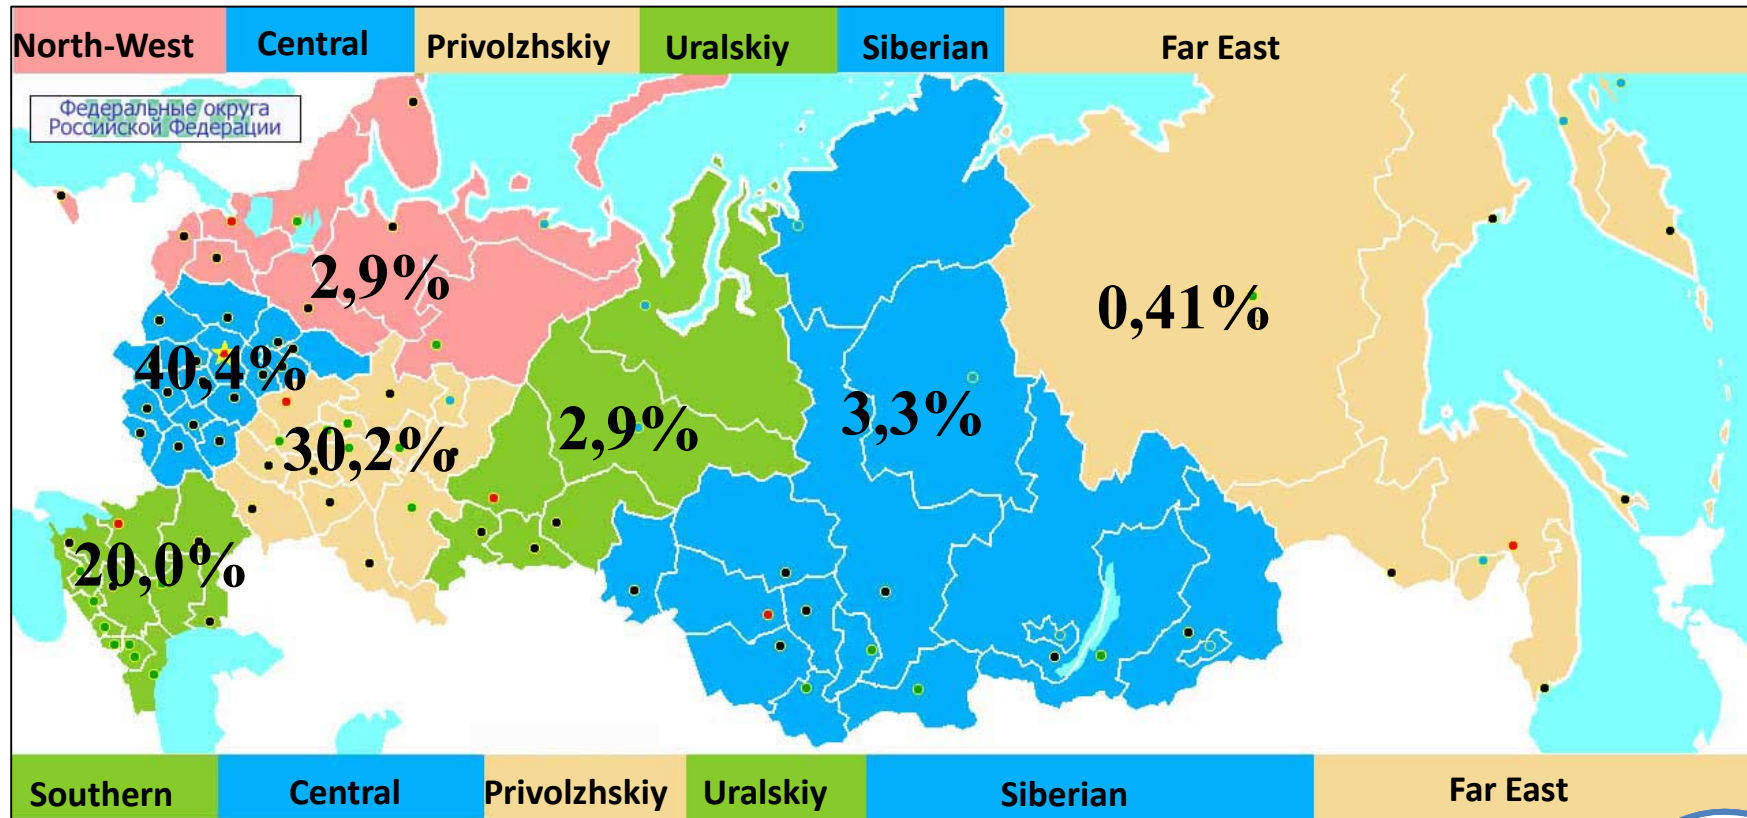 North-West Central Privolzhskiy Uralskiy Siberian Far East
Федеральные округа
Российской Федерации
2,9%
0,41%
40,4%
3,3%
2,9%
30,2%
20,0%
Southern Central Privolzhskiy Uralskiy Siberian Far East